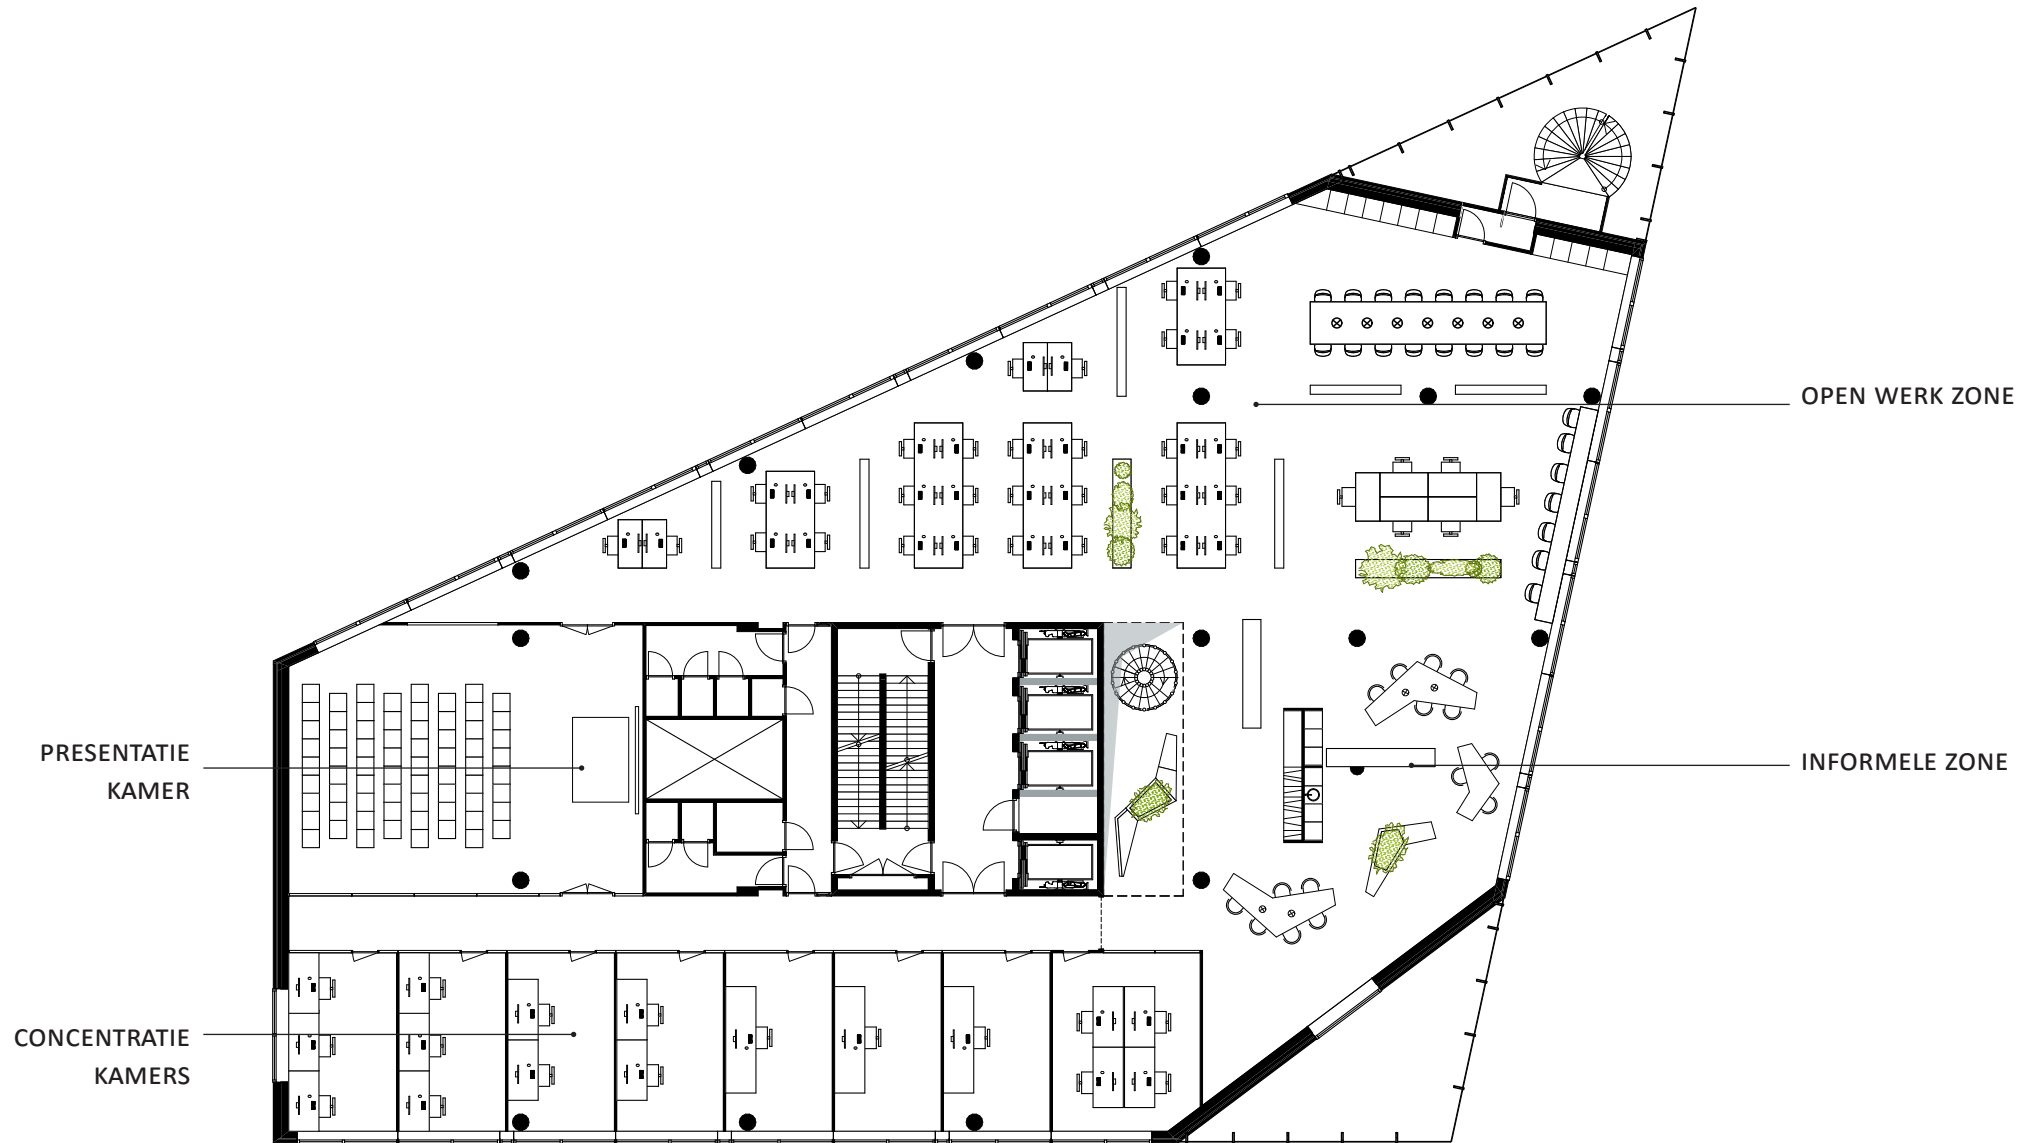 OPEN WERK ZONE
PRESENTATIE
KAMER
INFORMELE ZONE
CONCENTRATIE
KAMERS